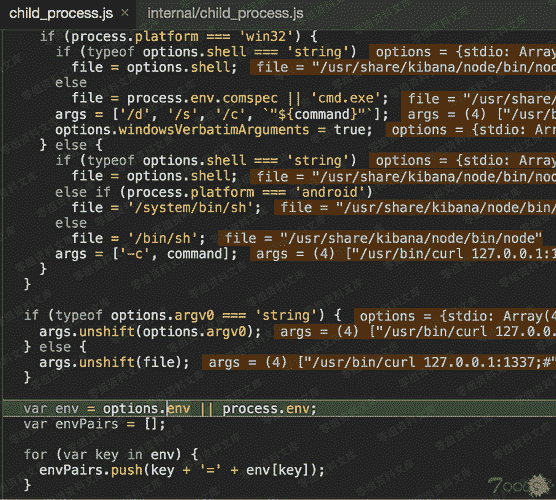 child_process.js × internal/child_process.js
if (process.platform === 'win32') {
if (typeof options.shell === 'string') options = {stdio: Array(
file = options.shell; file = "/usr/share/kibana/node/bin/nod
else
file = process.env.comspec || 'cmd.exe'; file = "/usr/share/
args = ['/d', '/s', '/c', `"${command}"`]; args = (4) ["/usr/b
options.windowsVerbatimArguments = true; options = {stdio: Arr
} else {
if (typeof options.shell === 'string') options = {stdio: Array(
file = options.shell; file = "/usr/share/kibana/node/bin/nod
else if (process.platform === 'android')
file = '/system/bin/sh'; file = "/usr/share/kibana/node/bin/
else
file = '/bin/sh'; file = "/usr/share/kibana/node/bin/node"
args = ['-c', command]; args = (4) ["/usr/bin/curl 127.0.0.1:1
}
}
if (typeof options.argv0 === 'string') { options = {stdio: Array(4
args.unshift(options.argv0); args = (4) ["/usr/bin/curl 127.0.
} else {
args.unshift(file); args = (4) ["/usr/bin/curl 127.0.0.1:1337;#"
}
var env = options.env || process.env;
var envPairs = [];
for (var key in env) {
envPairs.push(key + '=' + env[key]);
}